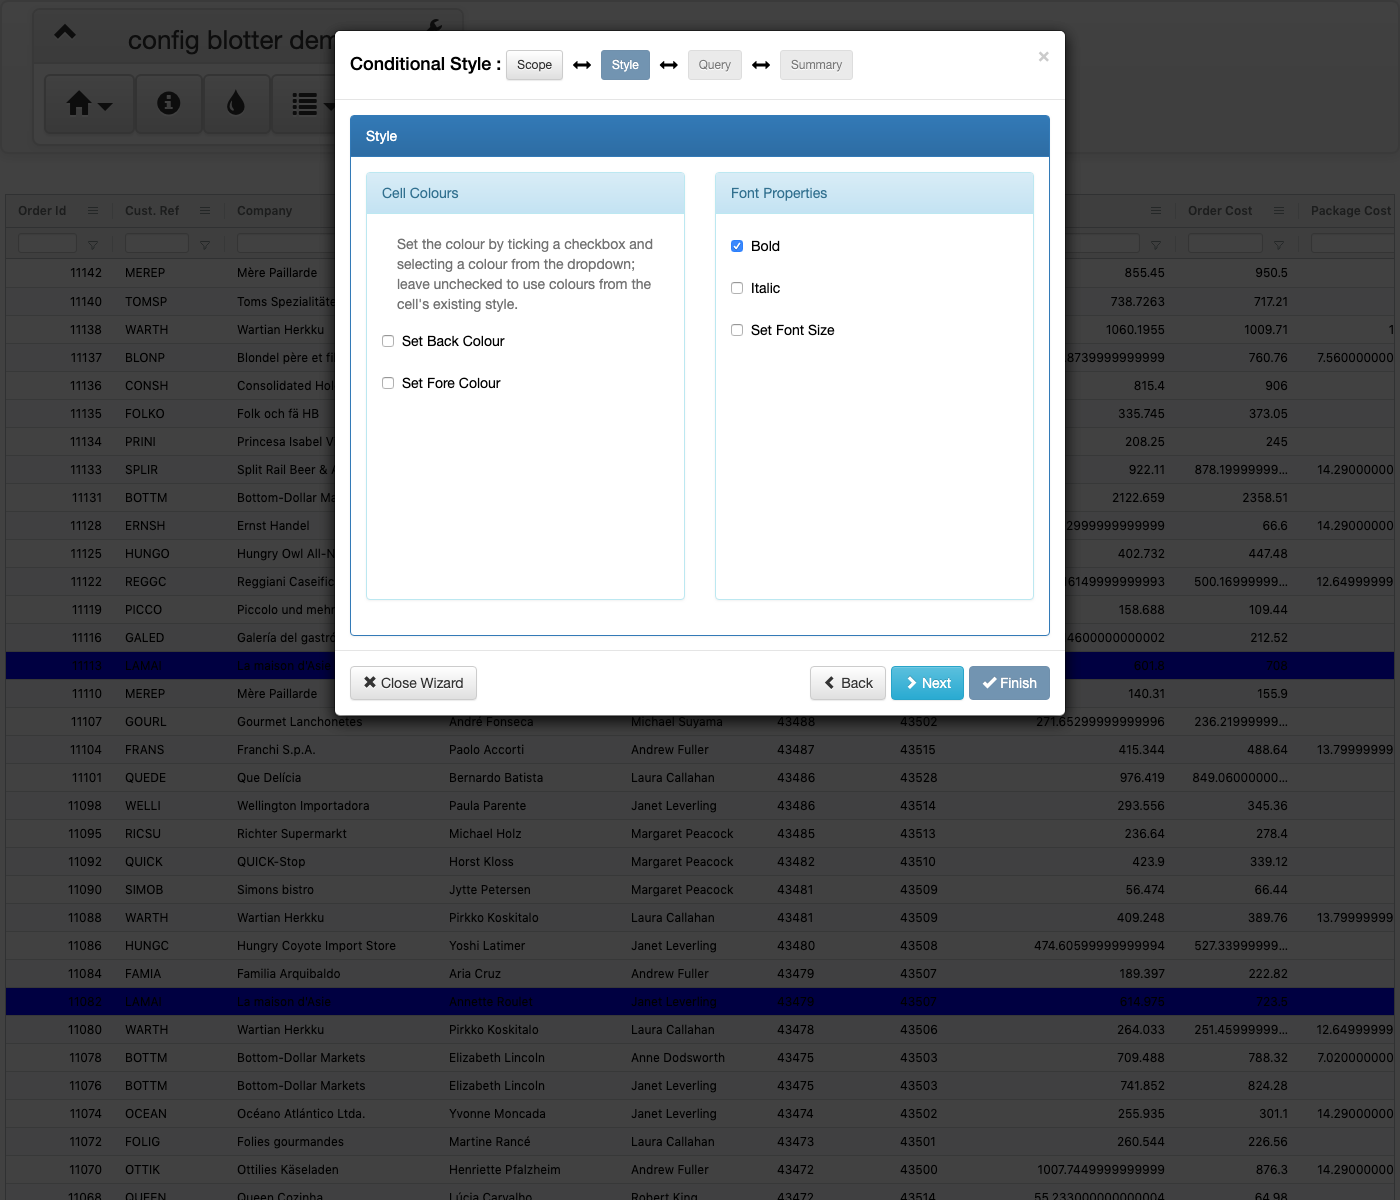 config blotter dem
Conditional Style : Scope Style Query Summary ×
Style
Cell Colours
Set the colour by ticking a checkbox and
selecting a colour from the dropdown;
leave unchecked to use colours from the
cell's existing style.
Set Back Colour
Set Fore Colour
Font Properties
Bold
Italic
Set Font Size
Close Wizard Back Next Finish
Order Id Cust. Ref Company Order Cost Package Cost
11142 MEREP Mère Paillarde 855.45 950.5
11140 TOMSP Toms Spezialitäte 738.7263 717.21
11138 WARTH Wartian Herkku 1060.1955 1009.71 1
11137 BLONP Blondel père et fi 8739999999999 760.76 7.560000000
11136 CONSH Consolidated Hol 815.4 906
11135 FOLKO Folk och fä HB 335.745 373.05
11134 PRINI Princesa Isabel V 208.25 245
11133 SPLIR Split Rail Beer & A 922.11 878.19999999... 14.29000000
11131 BOTTM Bottom-Dollar Ma 2122.659 2358.51
11128 ERNSH Ernst Handel 2999999999999 66.6 14.29000000
11125 HUNGO Hungry Owl All-N 402.732 447.48
11122 REGGC Reggiani Caseific 6149999999993 500.16999999... 12.64999999
11119 PICCO Piccolo und mehr 158.688 109.44
11116 GALED Galería del gastró 4600000000002 212.52
11110 MEREP Mère Paillarde 140.31 155.9
11107 GOURL Gourmet Lanchonetes André Fonseca Michael Suyama 43488 43502 271.65299999999996 236.21999999...
11104 FRANS Franchi S.p.A. Paolo Accorti Andrew Fuller 43487 43515 415.344 488.64 13.79999999
11101 QUEDE Que Delícia Bernardo Batista Laura Callahan 43486 43528 976.419 849.06000000...
11098 WELLI Wellington Importadora Paula Parente Janet Leverling 43486 43514 293.556 345.36
11095 RICSU Richter Supermarkt Michael Holz Margaret Peacock 43485 43513 236.64 278.4
11092 QUICK QUICK-Stop Horst Kloss Margaret Peacock 43482 43510 423.9 339.12
11090 SIMOB Simons bistro Jytte Petersen Margaret Peacock 43481 43509 56.474 66.44
11088 WARTH Wartian Herkku Pirkko Koskitalo Laura Callahan 43481 43509 409.248 389.76 13.79999999
11086 HUNGC Hungry Coyote Import Store Yoshi Latimer Janet Leverling 43480 43508 474.60599999999994 527.33999999...
11084 FAMIA Familia Arquibaldo Aria Cruz Andrew Fuller 43479 43507 189.397 222.82
Janet Leverling
11080 WARTH Wartian Herkku Pirkko Koskitalo Laura Callahan 43478 43506 264.033 251.45999999... 12.64999999
11078 BOTTM Bottom-Dollar Markets Elizabeth Lincoln Anne Dodsworth 43475 43503 709.488 788.32 7.020000000
11076 BOTTM Bottom-Dollar Markets Elizabeth Lincoln Janet Leverling 43475 43503 741.852 824.28
11074 OCEAN Océano Atlántico Ltda. Yvonne Moncada Janet Leverling 43474 43502 255.935 301.1 14.29000000
11072 FOLIG Folies gourmandes Martine Rancé Laura Callahan 43473 43501 260.544 226.56
11070 OTTIK Ottilies Käseladen Henriette Pfalzheim Andrew Fuller 43472 43500 1007.7449999999999 876.3 14.29000000
11068 QUEEN Queen Cozinha Lúcia Carvalho Robert King 43472 43514 55.233000000000004 64.98